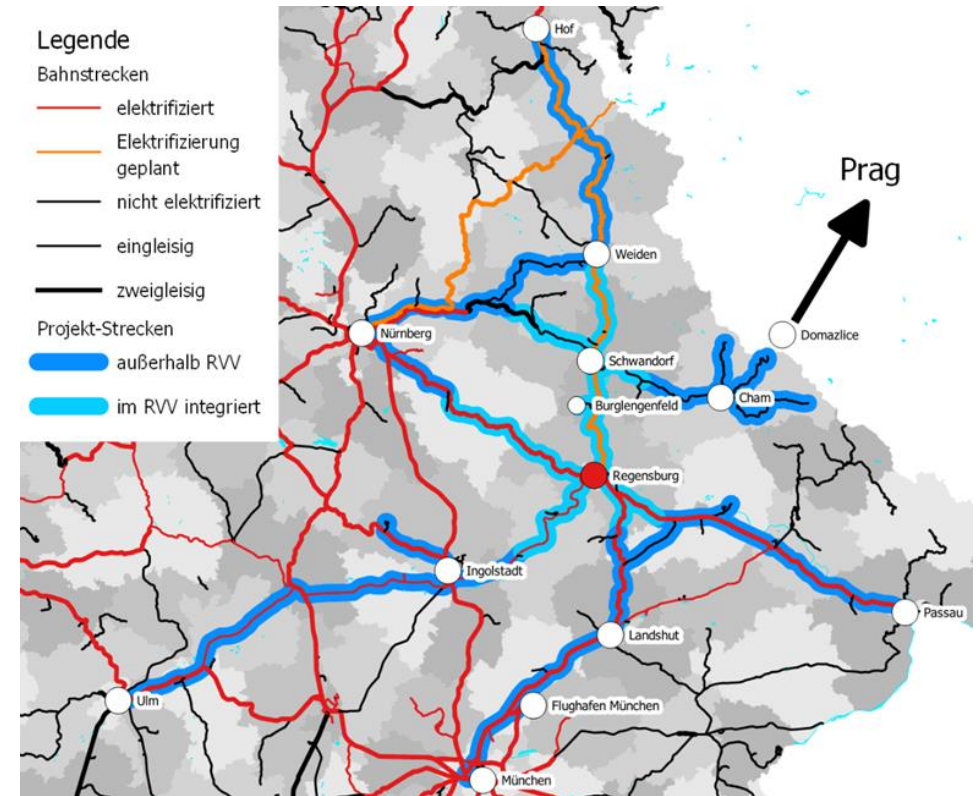 Legende
Bahnstrecken
elektrifiziert
Elektrifizierung
geplant
nicht elektrifiziert
eingleisig
zweigleisig
Projekt-Strecken
außerhalb RVV
im RVV integriert
Hof
Prag
Weiden
Nürnberg
Domazlice
Schwandorf
Cham
Burglengenfeld
Regensburg
Ingolstadt
Passau
Landshut
Ulm
Flughafen München
München